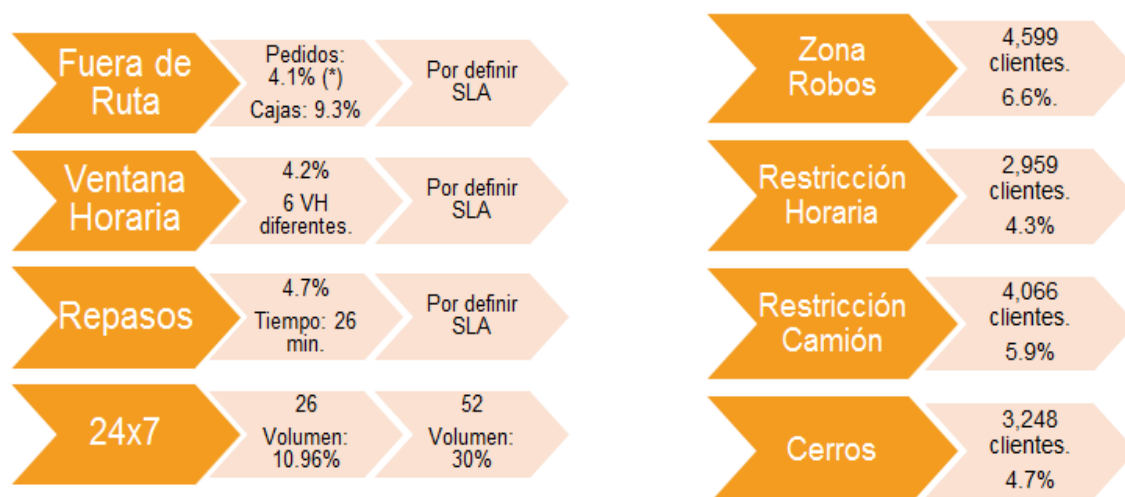 Fuera de
Ruta
Pedidos:
4.1% (*)
Cajas: 9.3%
Por definir
SLA
Ventana
Horaria
4.2%
6 VH
diferentes.
Por definir
SLA
Repasos
4.7%
Tiempo: 26
min.
Por definir
SLA
24x7
26
Volumen:
10.96%
52
Volumen:
30%
Zona
Robos
4,599
clientes.
6.6%.
Restricción
Horaria
2,959
clientes.
4.3%
Restricción
Camión
4,066
clientes.
5.9%
Cerros
3,248
clientes.
4.7%